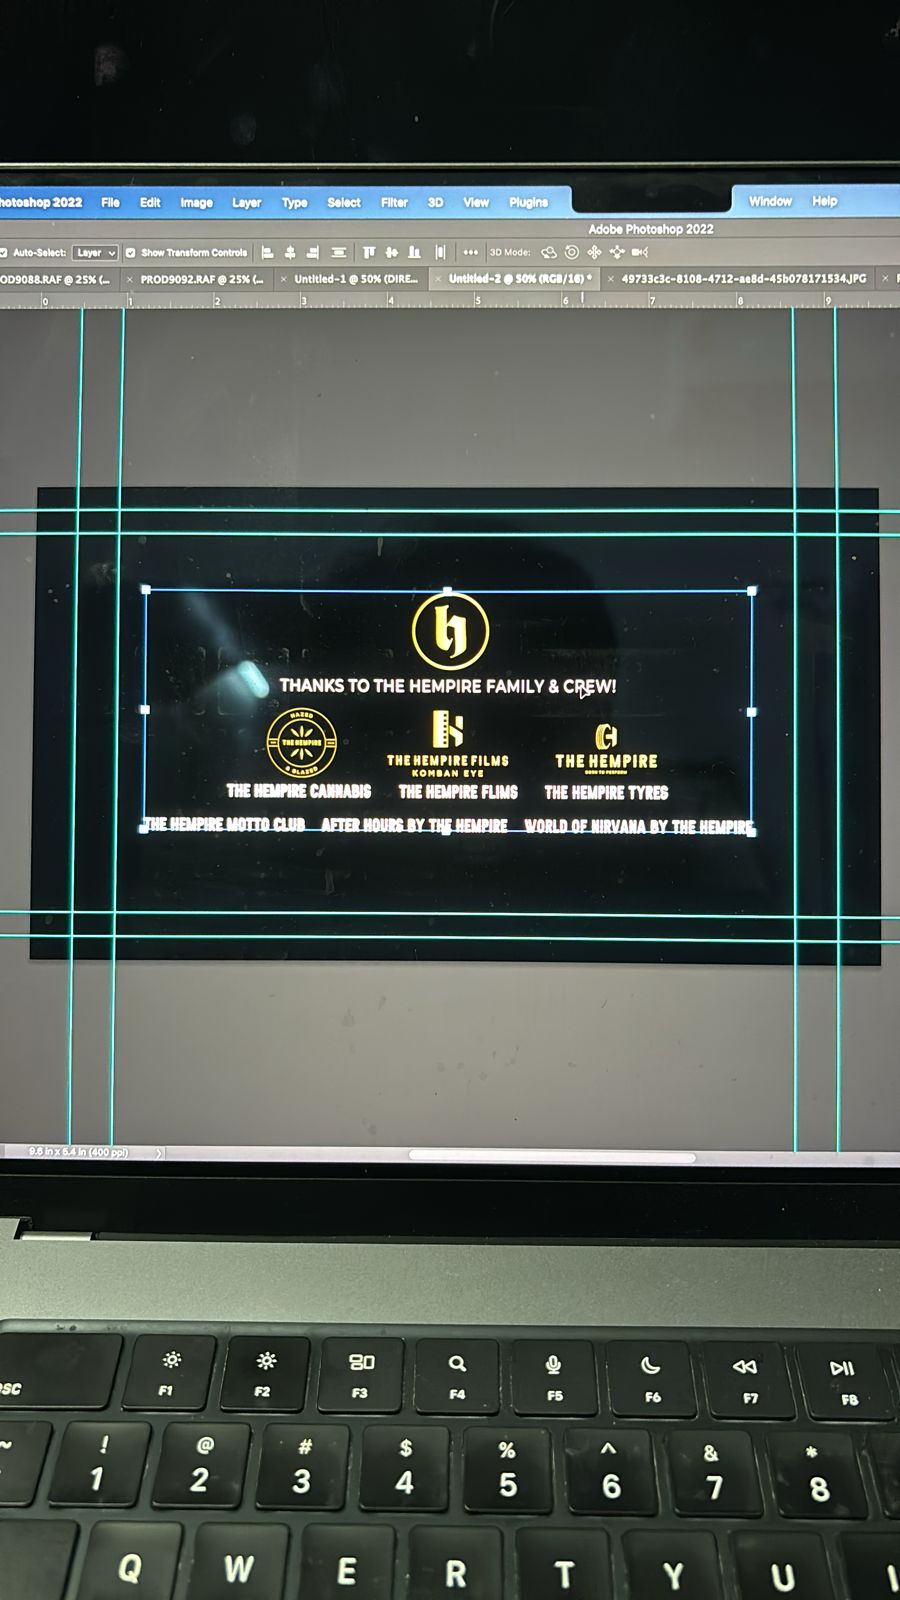 hotoshop 2022 File Edit Image Layer Type Select Filter 3D View Plugins Window Help
Adobe Photoshop 2022
Auto-Select: Layer Show Transform Controls ••• 3D Mode:
OD9088.RAF @ 25% (... × PROD9092.RAF @ 25% (... × Untitled-1 @ 50% (DIRE... × Untitled-2 @ 50% (RGB/16) * × 49733c3c-8108-4712-ae8d-45b078171534.JPG ×
0 1 2 3 4 5 6 7 8 9
h
THANKS TO THE HEMPIRE FAMILY & CREW!
HAZED
THE HEMPIRE
& GLAZED
THE HEMPIRE FILMS
KOMBAN EYE
THE HEMPIRE
BORN TO PERFORM
THE HEMPIRE CANNABIS THE HEMPIRE FLIMS THE HEMPIRE TYRES
THE HEMPIRE MOTTO CLUB AFTER HOURS BY THE HEMPIRE WORLD OF NIRVANA BY THE HEMPIRE
9.6 in x 5.4 in (400 ppi)
sc F1 F2 F3 F4 F5 F6 F7 F8
~ ! @ # $ % ^ & *
1 2 3 4 5 6 7 8
Q W E R T Y U I